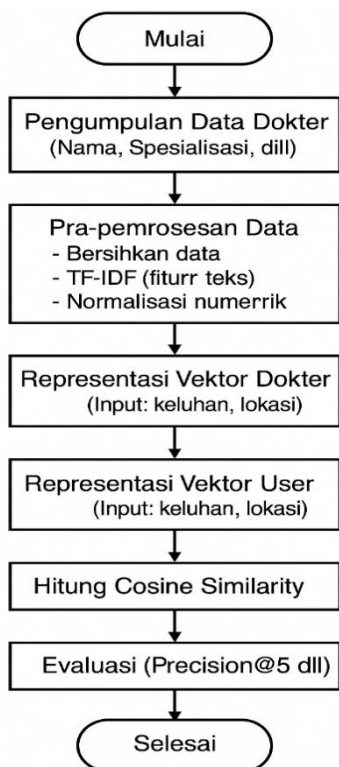 Mulai
Pengumpulan Data Dokter
(Nama, Spesialisasi, dill)
Pra-pemrosesan Data
- Bersihkan data
- TF-IDF (fiturr teks)
- Normalisasi numerrik
Representasi Vektor Dokter
(Input: keluhan, lokasi)
Representasi Vektor User
(Input: keluhan, lokasi)
Hitung Cosine Similarity
Evaluasi (Precision@5 dll)
Selesai